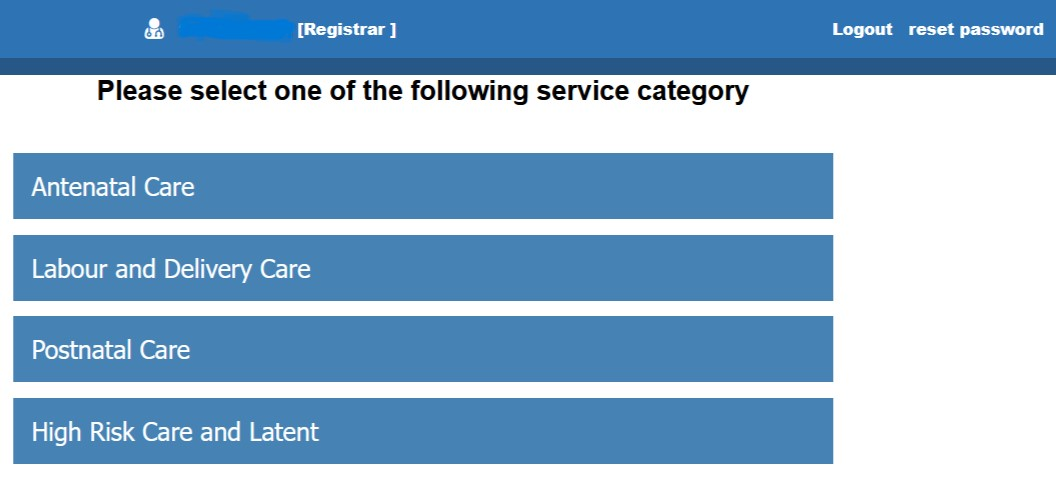 [Registrar ] Logout reset password
Please select one of the following service category
Antenatal Care
Labour and Delivery Care
Postnatal Care
High Risk Care and Latent